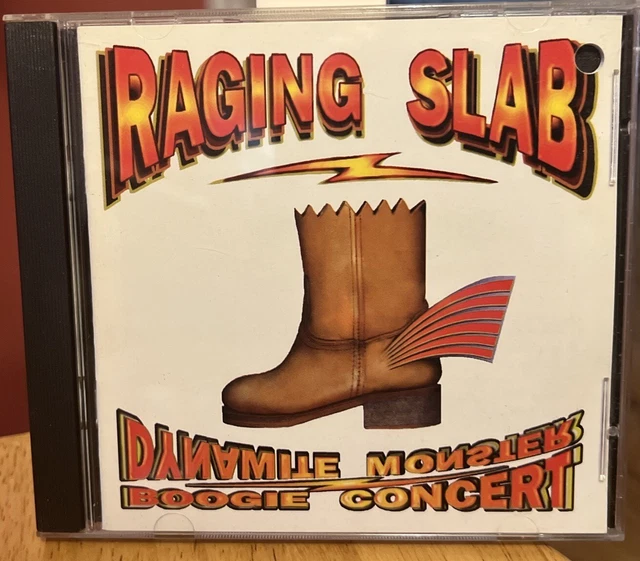 RAGING SLAB
DYNAMITE MONSTER
BOOGIE CONCERT